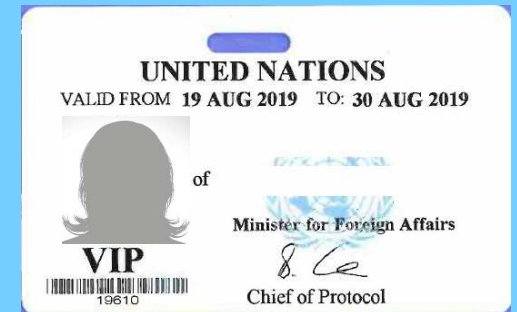 UNITED NATIONS
VALID FROM 19 AUG 2019 TO: 30 AUG 2019
of
Minister for Foreign Affairs
VIP
19610
Chief of Protocol